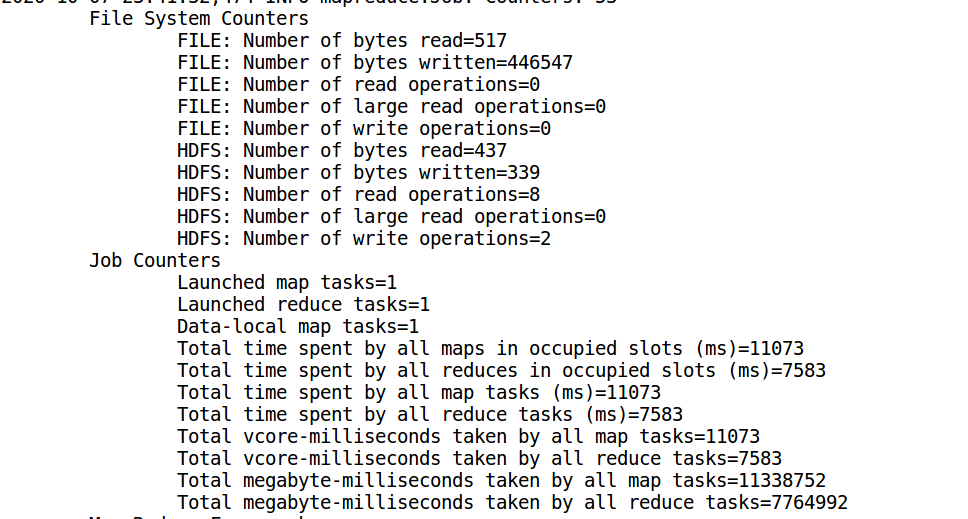 File System Counters
FILE: Number of bytes read=517
FILE: Number of bytes written=446547
FILE: Number of read operations=0
FILE: Number of large read operations=0
FILE: Number of write operations=0
HDFS: Number of bytes read=437
HDFS: Number of bytes written=339
HDFS: Number of read operations=8
HDFS: Number of large read operations=0
HDFS: Number of write operations=2
Job Counters
Launched map tasks=1
Launched reduce tasks=1
Data-local map tasks=1
Total time spent by all maps in occupied slots (ms)=11073
Total time spent by all reduces in occupied slots (ms)=7583
Total time spent by all map tasks (ms)=11073
Total time spent by all reduce tasks (ms)=7583
Total vcore-milliseconds taken by all map tasks=11073
Total vcore-milliseconds taken by all reduce tasks=7583
Total megabyte-milliseconds taken by all map tasks=11338752
Total megabyte-milliseconds taken by all reduce tasks=7764992